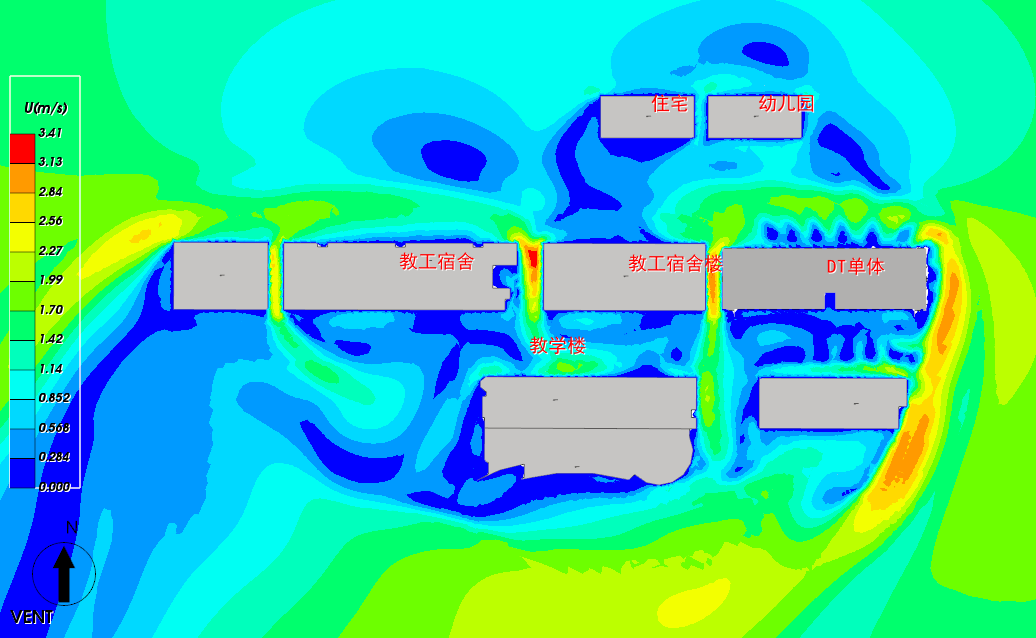 住宅
幼儿园
U(m/s)
3.41
3.13
2.84
2.56
2.27
1.99
1.70
1.42
1.14
0.852
0.568
0.284
0.000
教工宿舍
教工宿舍楼
DT单体
教学楼
N
VENT